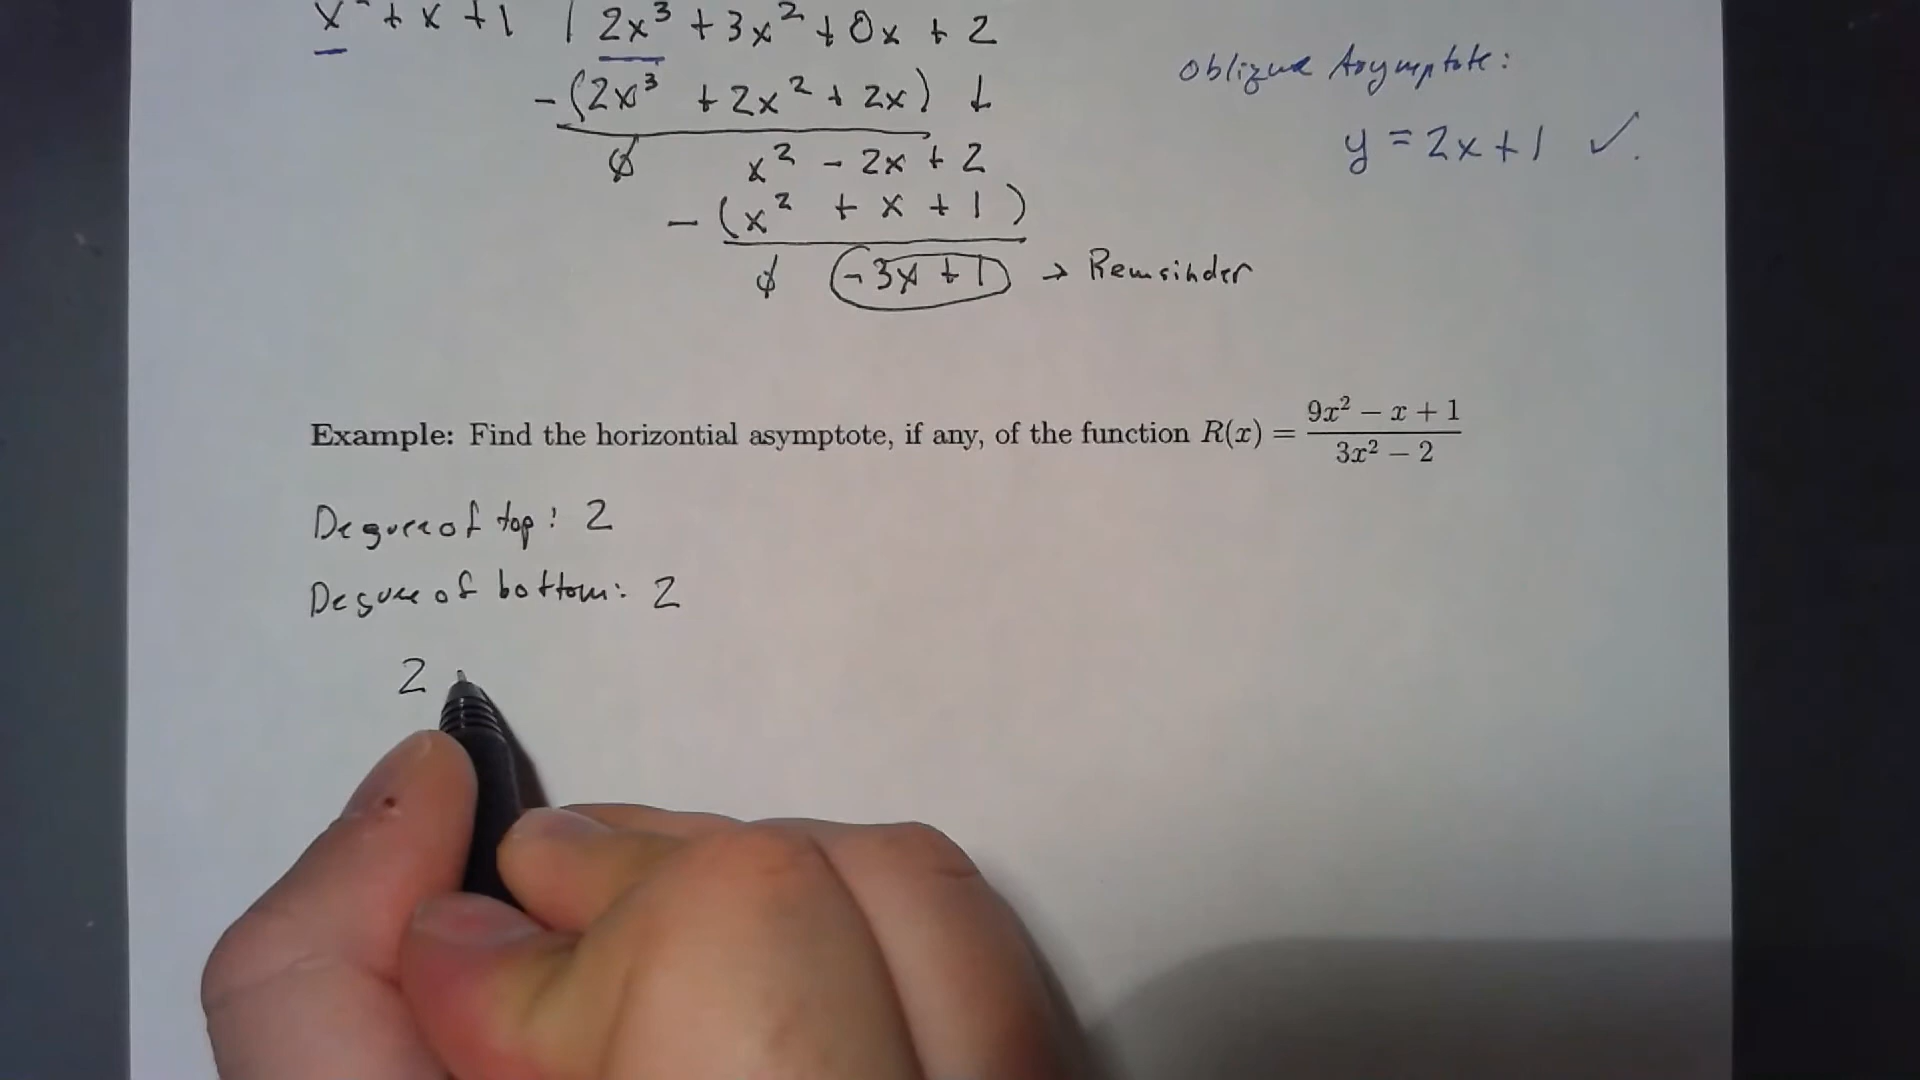 x² + x + 1 | 2x³ + 3x² + 0x + 2
-(2x³ + 2x² + 2x) ↓
0 x² - 2x + 2
-(x² + x + 1)
0 -3x + 1 → Remainder
Oblique Asymptote:
y = 2x+1 ✓.
Example: Find the horizontial asymptote, if any, of the function R(x) = (9x² − x + 1)/(3x² − 2)
Degree of top: 2
Degree of bottom: 2
2